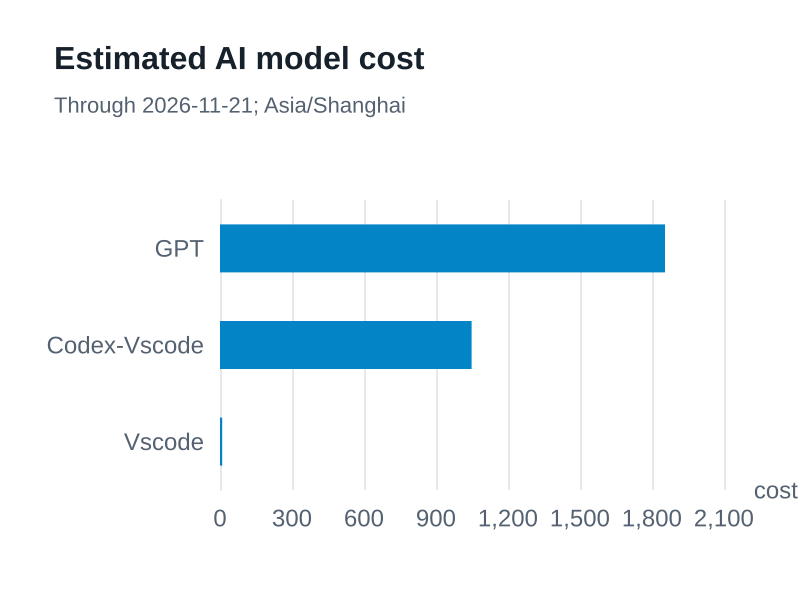 Estimated AI model cost
Through 2026-11-21; Asia/Shanghai
GPT
Codex-Vscode
Vscode
cost
0 300 600 900 1,200 1,500 1,800 2,100